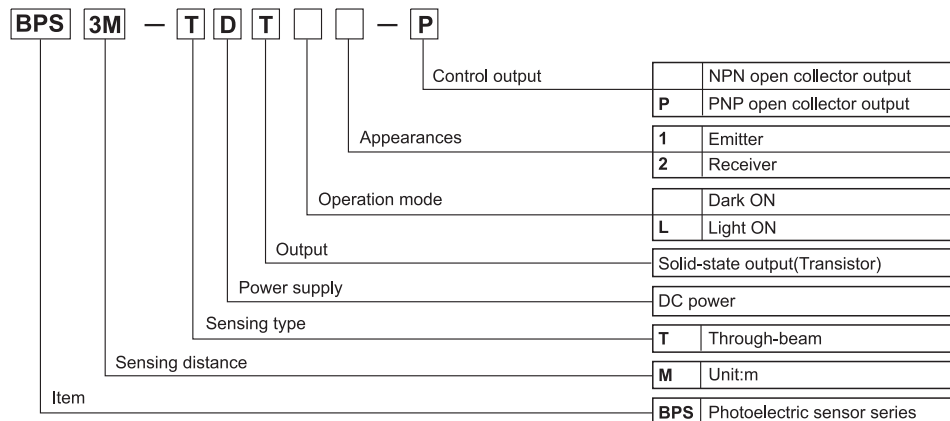 BPS 3M — T D T — P
Control output
NPN open collector output
P PNP open collector output
Appearances
1 Emitter
2 Receiver
Operation mode
Dark ON
L Light ON
Output
Solid-state output(Transistor)
Power supply
DC power
Sensing type
T Through-beam
Sensing distance
M Unit:m
Item
BPS Photoelectric sensor series